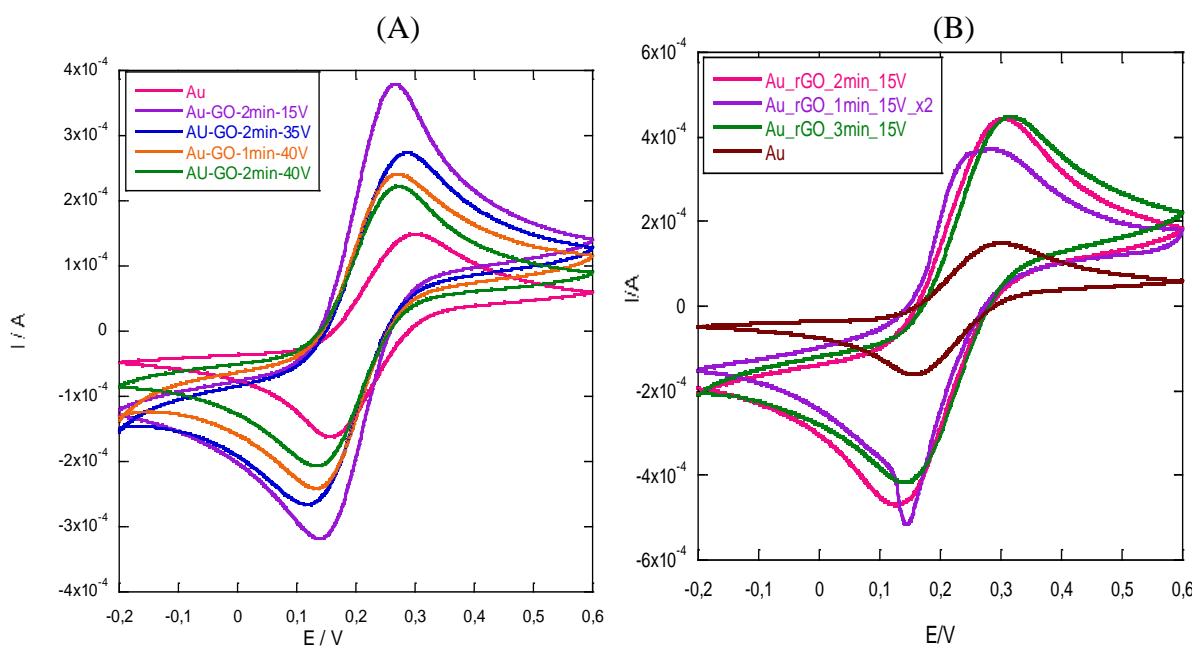 (A)
4x10⁻⁴
3x10⁻⁴
2x10⁻⁴
1x10⁻⁴
0
-1x10⁻⁴
-2x10⁻⁴
-3x10⁻⁴
-4x10⁻⁴
I / A
Au
Au-GO-2min-15V
AU-GO-2min-35V
Au-GO-1min-40V
AU-GO-2min-40V
-0,2 -0,1 0 0,1 0,2 0,3 0,4 0,5 0,6
E / V
(B)
6x10⁻⁴
4x10⁻⁴
2x10⁻⁴
0
-2x10⁻⁴
-4x10⁻⁴
-6x10⁻⁴
I/A
Au_rGO_2min_15V
Au_rGO_1min_15V_x2
Au_rGO_3min_15V
Au
-0,2 -0,1 0 0,1 0,2 0,3 0,4 0,5 0,6
E/V